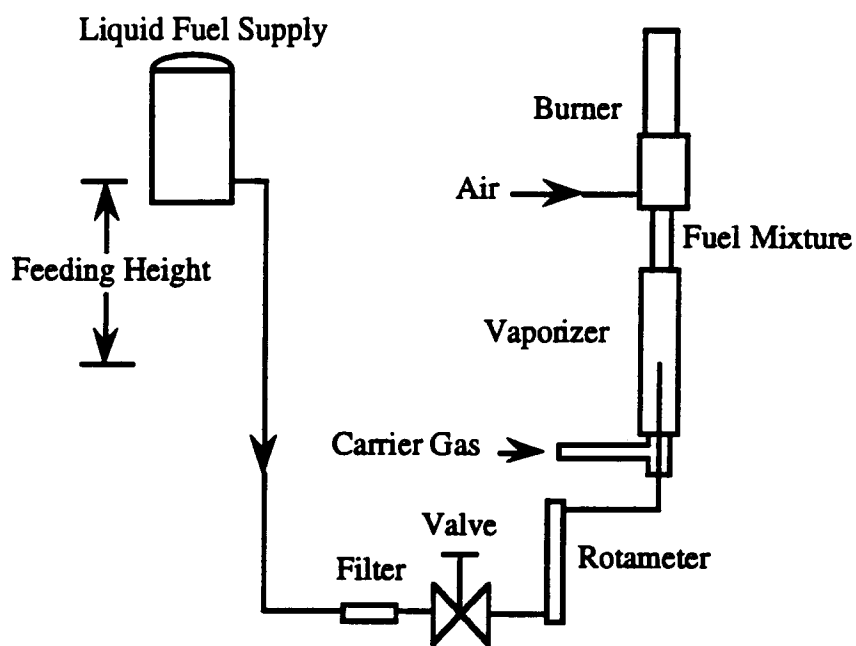 Liquid Fuel Supply
Burner
Air
Fuel Mixture
Feeding Height
Vaporizer
Carrier Gas
Valve
Rotameter
Filter